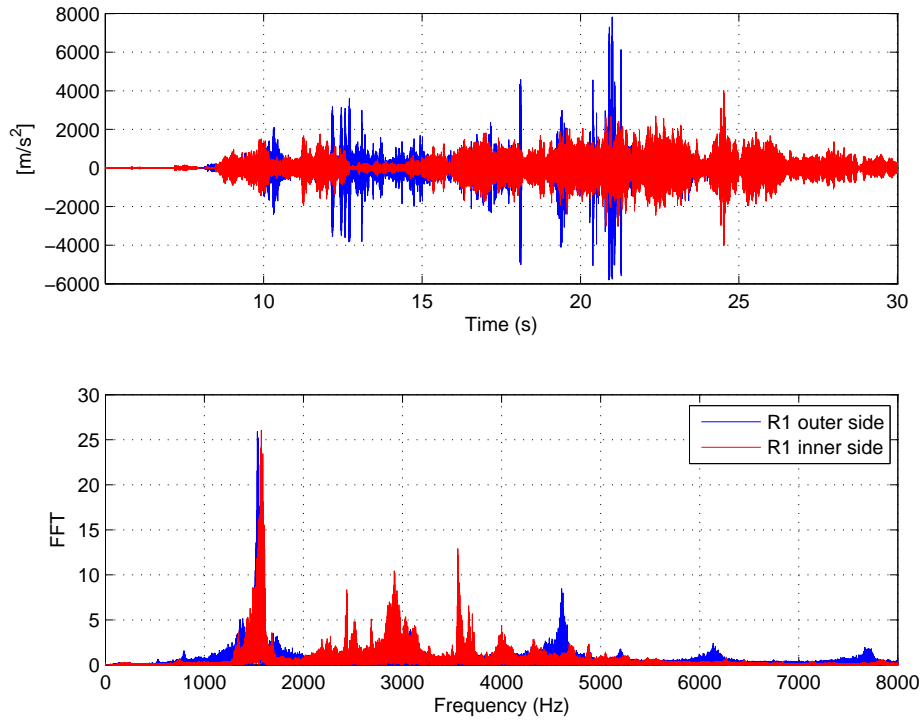 8000
6000
4000
2000
0
−2000
−4000
−6000
[m/s²]
10 15 20 25 30
Time (s)
30
25
20
15
10
5
0
FFT
R1 outer side
R1 inner side
0 1000 2000 3000 4000 5000 6000 7000 8000
Frequency (Hz)